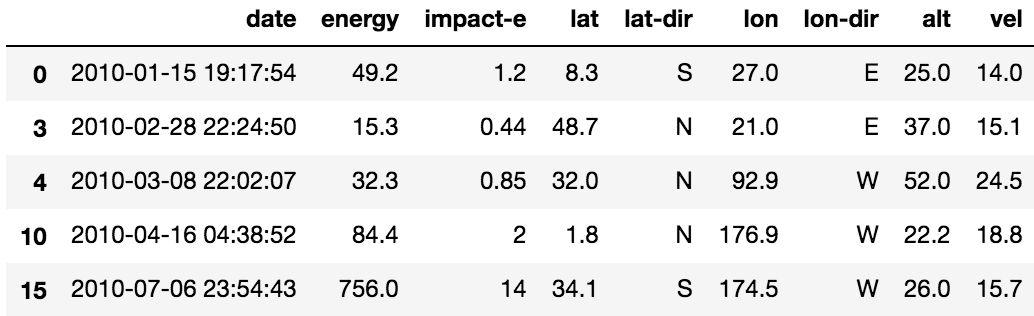 date energy impact-e lat lat-dir lon lon-dir alt vel
0 2010-01-15 19:17:54 49.2 1.2 8.3 S 27.0 E 25.0 14.0
3 2010-02-28 22:24:50 15.3 0.44 48.7 N 21.0 E 37.0 15.1
4 2010-03-08 22:02:07 32.3 0.85 32.0 N 92.9 W 52.0 24.5
10 2010-04-16 04:38:52 84.4 2 1.8 N 176.9 W 22.2 18.8
15 2010-07-06 23:54:43 756.0 14 34.1 S 174.5 W 26.0 15.7